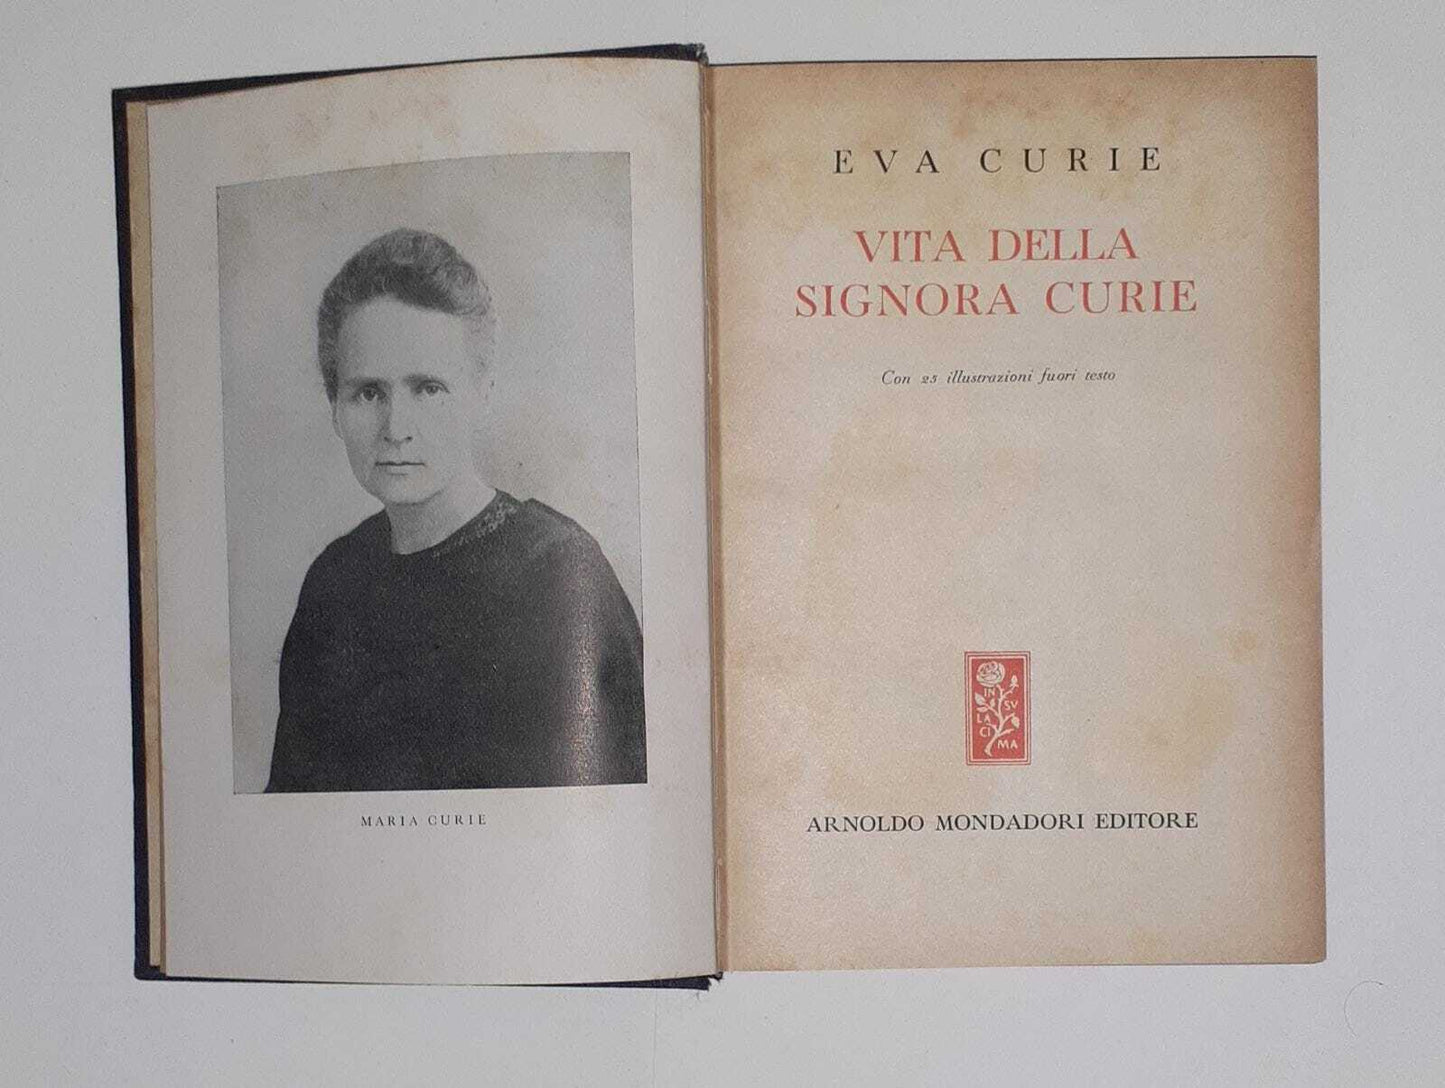 MARIA CURIE
EVA CURIE
VITA DELLA
SIGNORA CURIE
Con 25 illustrazioni fuori testo
IN
SV
LA
CI
MA
ARNOLDO MONDADORI EDITORE